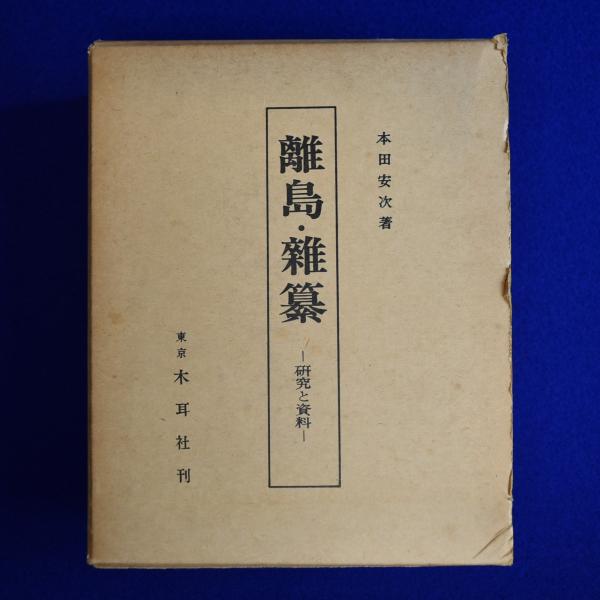 本田安次著
離島・雜纂
―研究と資料―
東京 木耳社刊